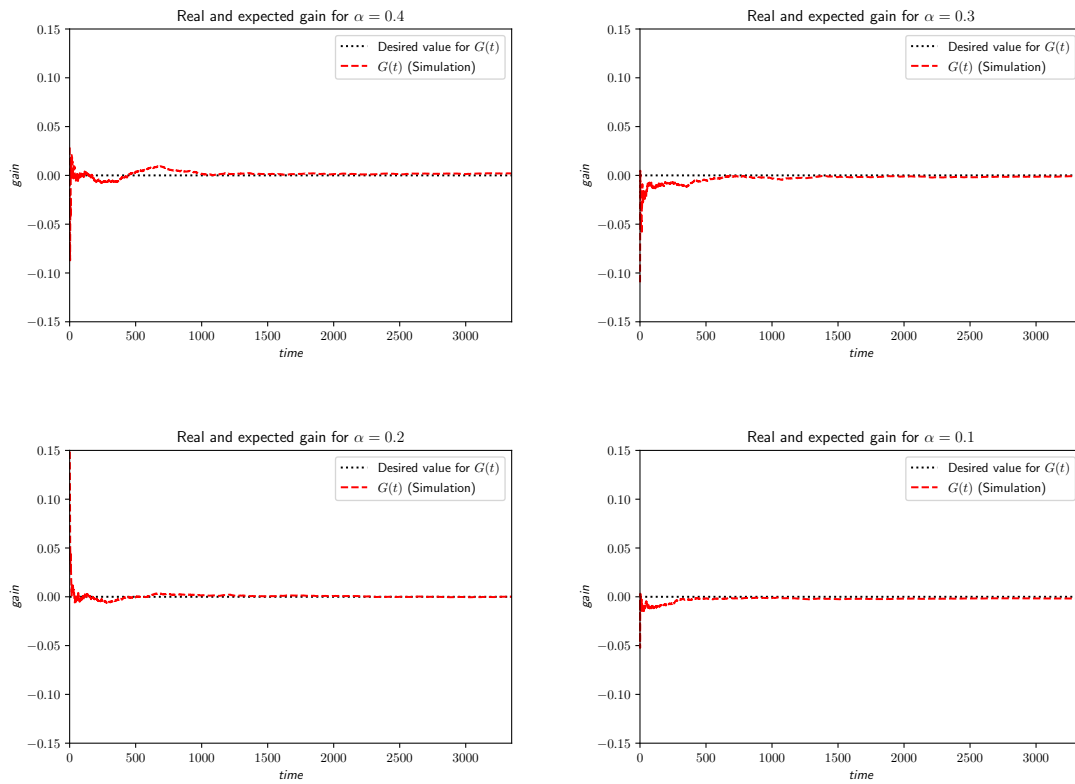 Real and expected gain for α = 0.4
0.15
0.10
0.05
0.00
−0.05
−0.10
−0.15
gain
0
500
1000
1500
2000
2500
3000
time
Desired value for G(t)
G(t) (Simulation)
Real and expected gain for α = 0.3
0.15
0.10
0.05
0.00
−0.05
−0.10
−0.15
gain
0
500
1000
1500
2000
2500
3000
time
Desired value for G(t)
G(t) (Simulation)
Real and expected gain for α = 0.2
0.15
0.10
0.05
0.00
−0.05
−0.10
−0.15
gain
0
500
1000
1500
2000
2500
3000
time
Desired value for G(t)
G(t) (Simulation)
Real and expected gain for α = 0.1
0.15
0.10
0.05
0.00
−0.05
−0.10
−0.15
gain
0
500
1000
1500
2000
2500
3000
time
Desired value for G(t)
G(t) (Simulation)